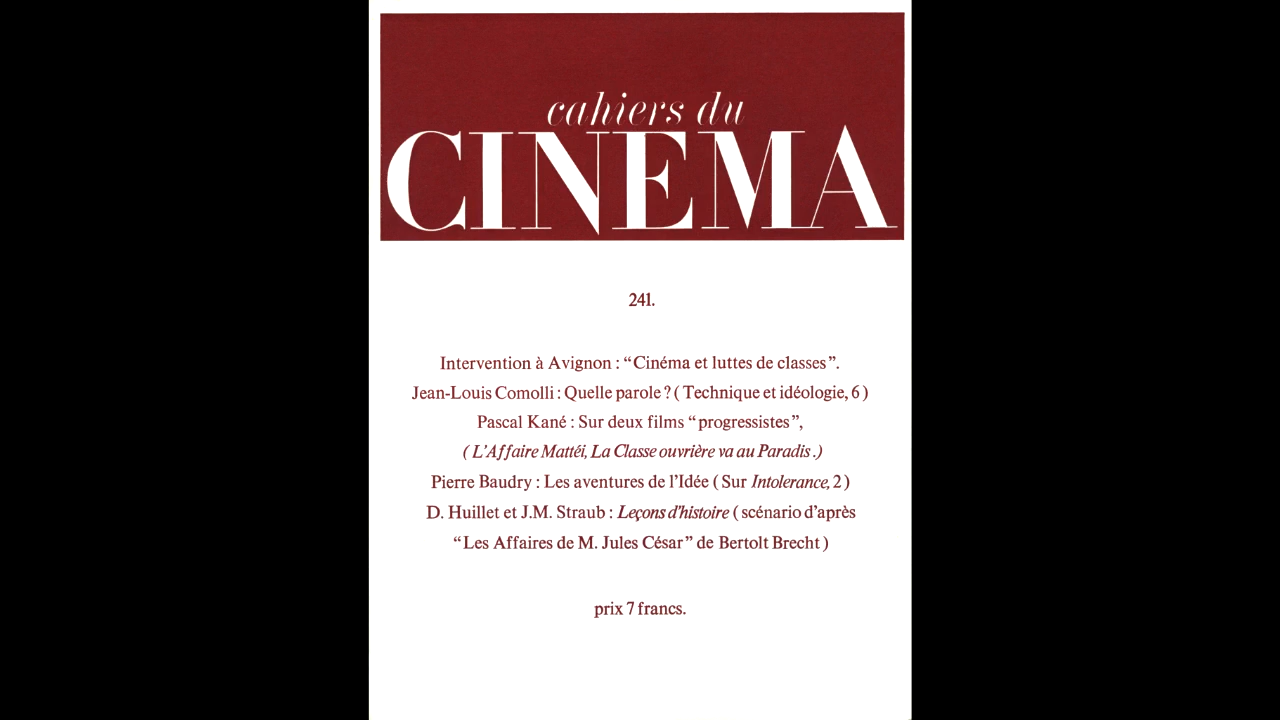 cahiers du
CINEMA
241.
Intervention à Avignon : “Cinéma et luttes de classes”.
Jean-Louis Comolli : Quelle parole ? ( Technique et idéologie, 6 )
Pascal Kané : Sur deux films “progressistes”,
( L’Affaire Mattéi, La Classe ouvrière va au Paradis .)
Pierre Baudry : Les aventures de l’Idée ( Sur Intolerance, 2 )
D. Huillet et J.M. Straub : Leçons d’histoire ( scénario d’après
“Les Affaires de M. Jules César” de Bertolt Brecht )
prix 7 francs.